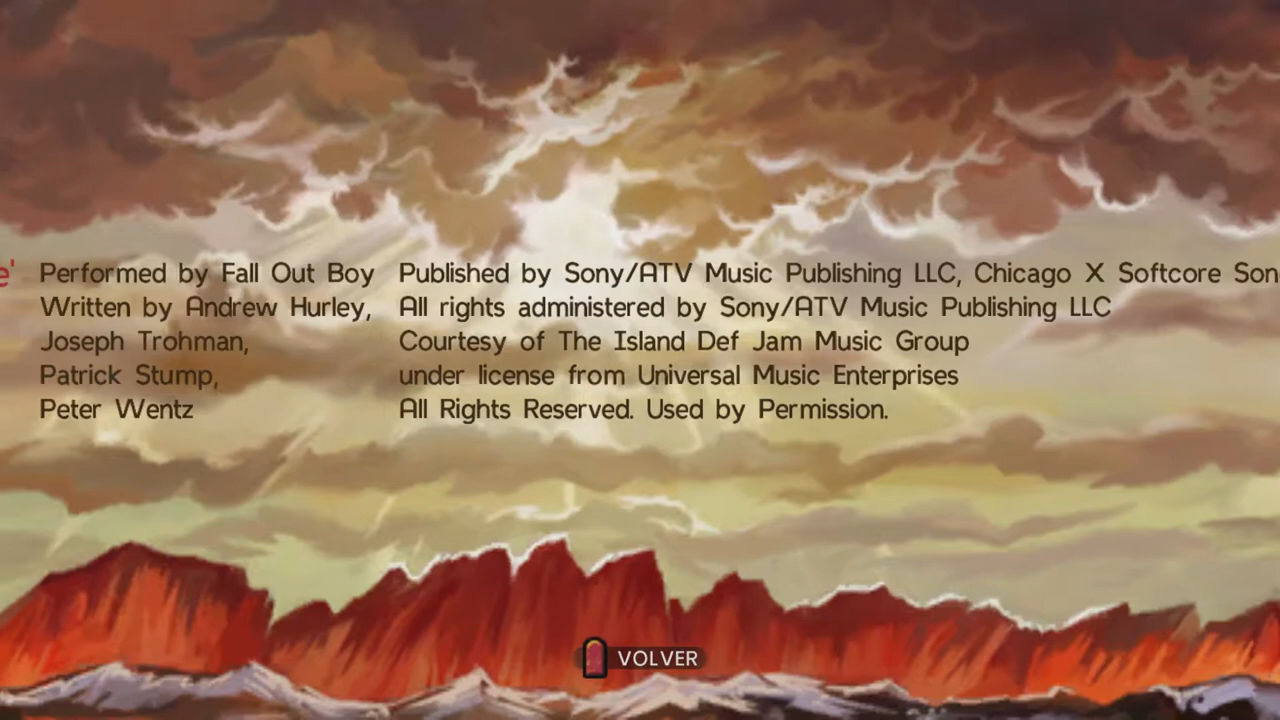 e'
Performed by Fall Out Boy
Written by Andrew Hurley,
Joseph Trohman,
Patrick Stump,
Peter Wentz
Published by Sony/ATV Music Publishing LLC, Chicago X Softcore Son
All rights administered by Sony/ATV Music Publishing LLC
Courtesy of The Island Def Jam Music Group
under license from Universal Music Enterprises
All Rights Reserved. Used by Permission.
VOLVER